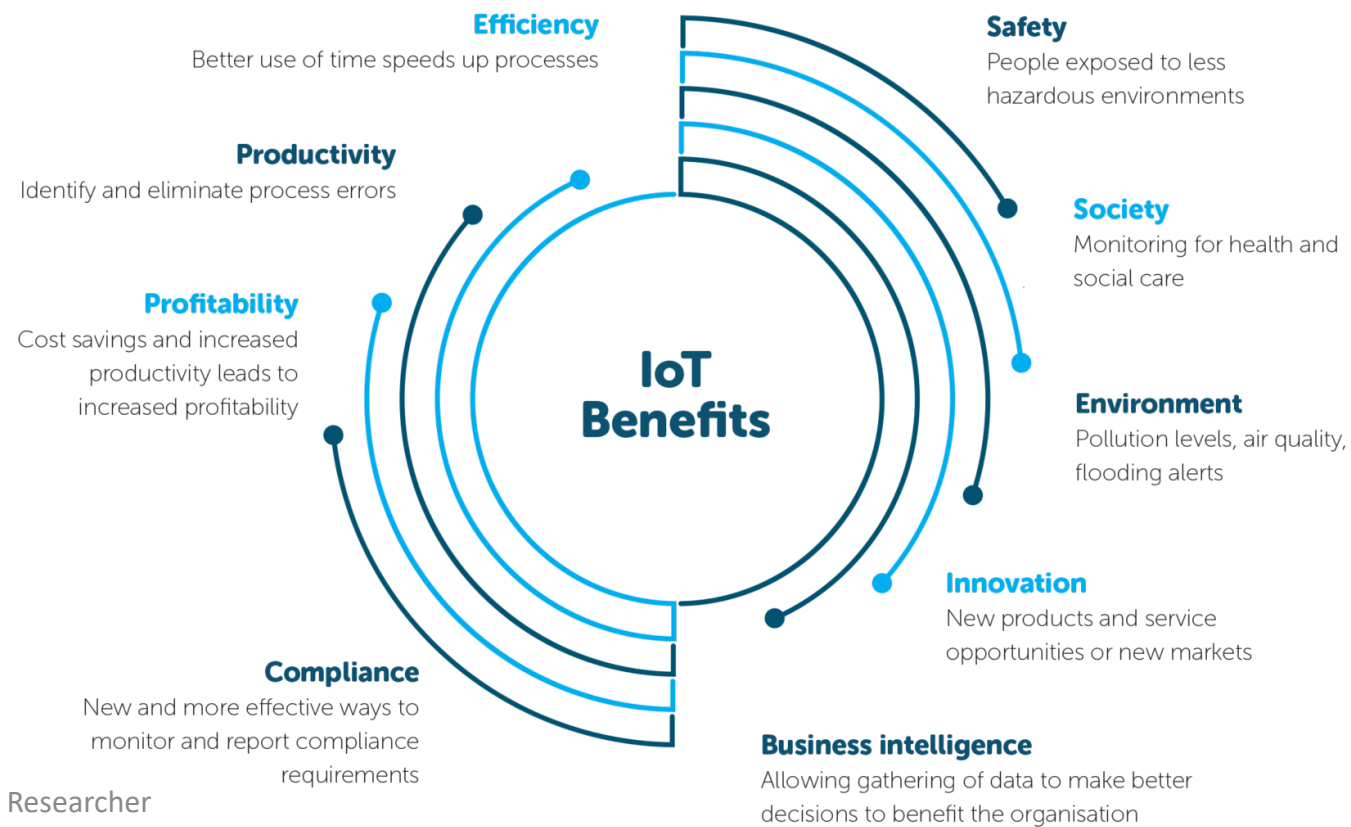 Efficiency
Better use of time speeds up processes
Productivity
Identify and eliminate process errors
Profitability
Cost savings and increased
productivity leads to
increased profitability
Compliance
New and more effective ways to
monitor and report compliance
requirements
Researcher
IoT
Benefits
Safety
People exposed to less
hazardous environments
Society
Monitoring for health and
social care
Environment
Pollution levels, air quality,
flooding alerts
Innovation
New products and service
opportunities or new markets
Business intelligence
Allowing gathering of data to make better
decisions to benefit the organisation